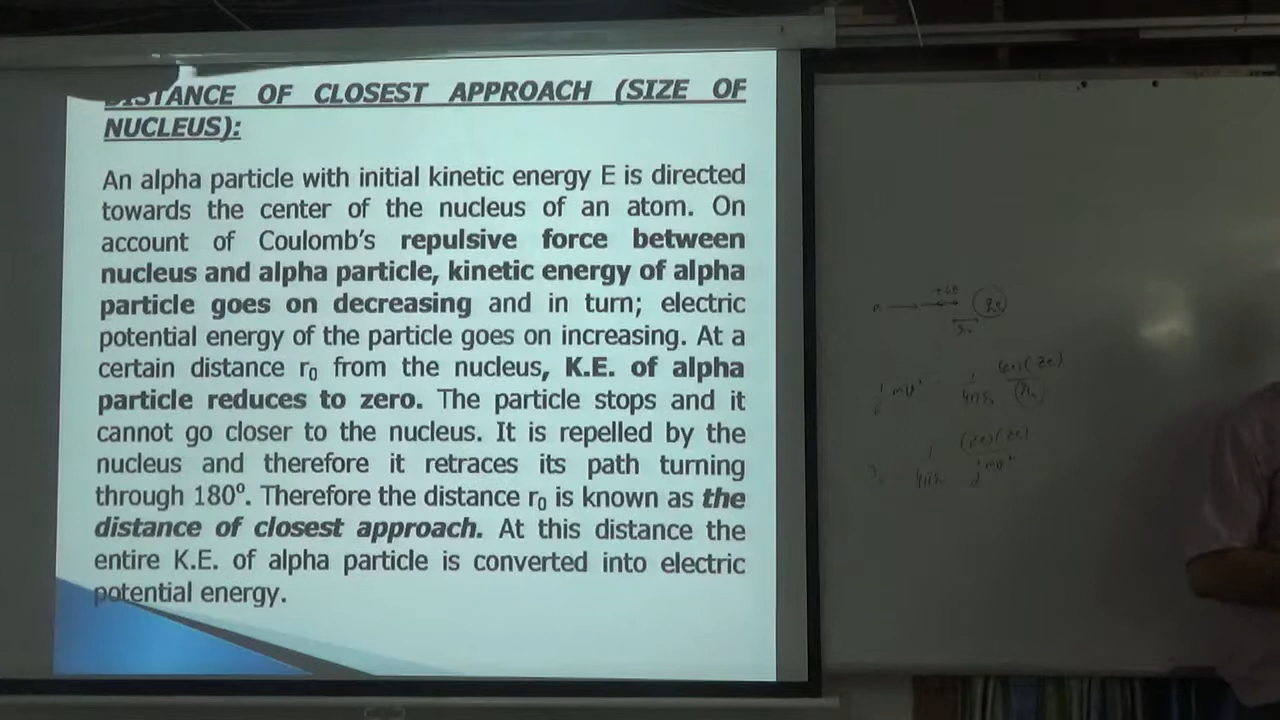 DISTANCE OF CLOSEST APPROACH (SIZE OF
NUCLEUS):
An alpha particle with initial kinetic energy E is directed
towards the center of the nucleus of an atom. On
account of Coulomb's repulsive force between
nucleus and alpha particle, kinetic energy of alpha
particle goes on decreasing and in turn; electric
potential energy of the particle goes on increasing. At a
certain distance r₀ from the nucleus, K.E. of alpha
particle reduces to zero. The particle stops and it
cannot go closer to the nucleus. It is repelled by the
nucleus and therefore it retraces its path turning
through 180º. Therefore the distance r₀ is known as the
distance of closest approach. At this distance the
entire K.E. of alpha particle is converted into electric
potential energy.
Ze
(Ze)
(2e)(Ze)